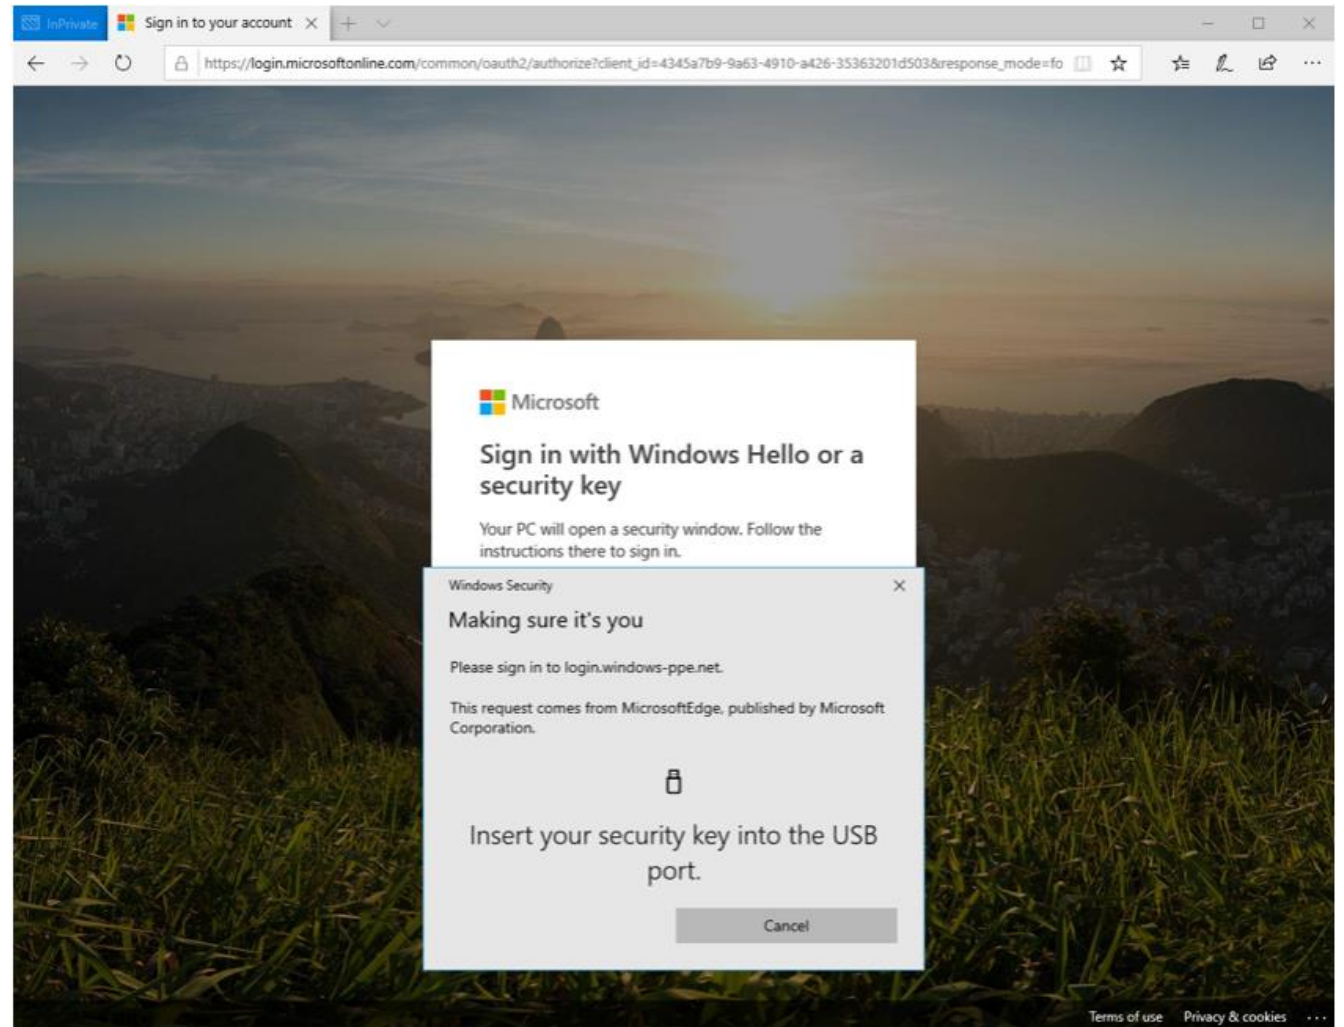 InPrivate
Sign in to your account
https://login.microsoftonline.com/common/oauth2/authorize?client_id=4345a7b9-9a63-4910-a426-35363201d503&response_mode=fo
Microsoft
Sign in with Windows Hello or a
security key
Your PC will open a security window. Follow the
instructions there to sign in.
Windows Security
Making sure it's you
Please sign in to login.windows-ppe.net.
This request comes from MicrosoftEdge, published by Microsoft
Corporation.
Insert your security key into the USB
port.
Cancel
Terms of use Privacy & cookies ...